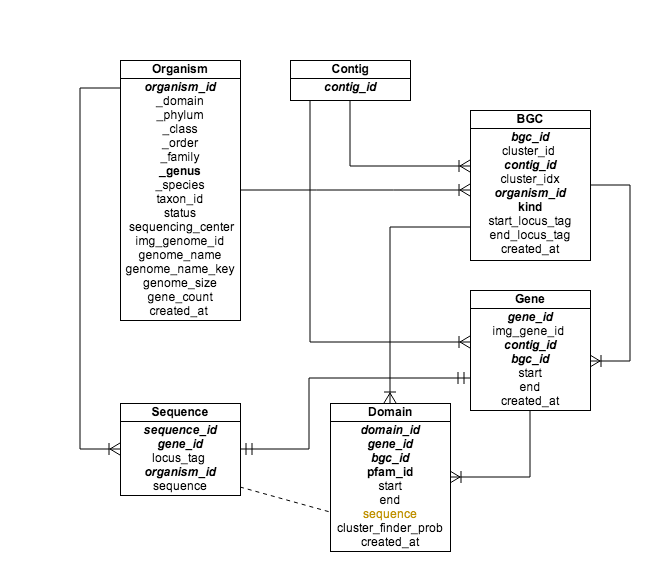 Organism
organism_id
_domain
_phylum
_class
_order
_family
_genus
_species
taxon_id
status
sequencing_center
img_genome_id
genome_name
genome_name_key
genome_size
gene_count
created_at
Contig
contig_id
BGC
bgc_id
cluster_id
contig_id
cluster_idx
organism_id
kind
start_locus_tag
end_locus_tag
created_at
Gene
gene_id
img_gene_id
contig_id
bgc_id
start
end
created_at
Sequence
sequence_id
gene_id
locus_tag
organism_id
sequence
Domain
domain_id
gene_id
bgc_id
pfam_id
start
end
sequence
cluster_finder_prob
created_at